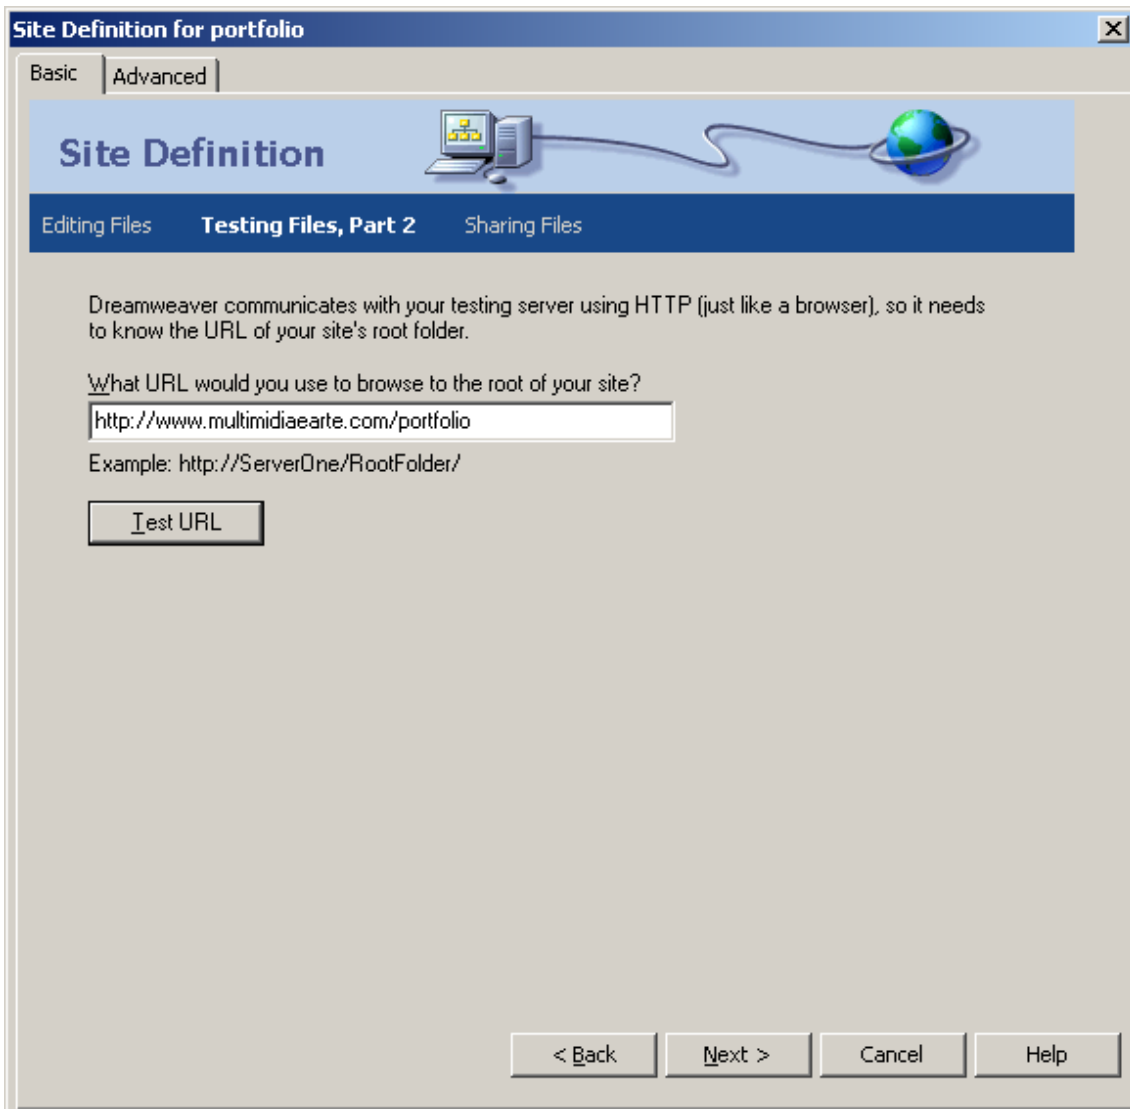 Site Definition for portfolio
Basic
Advanced
Site Definition
Editing Files Testing Files, Part 2 Sharing Files
Dreamweaver communicates with your testing server using HTTP (just like a browser), so it needs
to know the URL of your site's root folder.
What URL would you use to browse to the root of your site?
http://www.multimidiaearte.com/portfolio
Example: http://ServerOne/RootFolder/
Test URL
< Back Next > Cancel Help